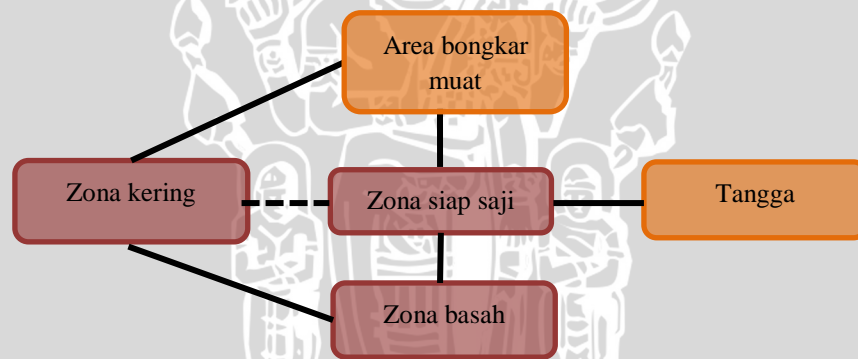 Area bongkar
muat
Zona kering
Zona siap saji
Tangga
Zona basah